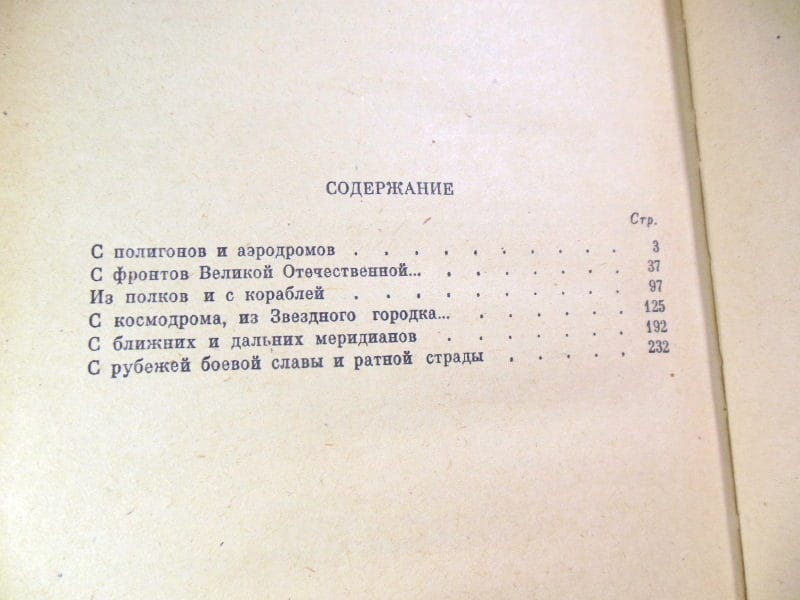 СОДЕРЖАНИЕ
Стр.
С полигонов и аэродромов . . . . . . . . . . 3
С фронтов Великой Отечественной... . . . . . . 37
Из полков и с кораблей . . . . . . . . . . 97
С космодрома, из Звездного городка... . . . . . 125
С ближних и дальних меридианов . . . . . . 192
С рубежей боевой славы и ратной страды . . . . . 232